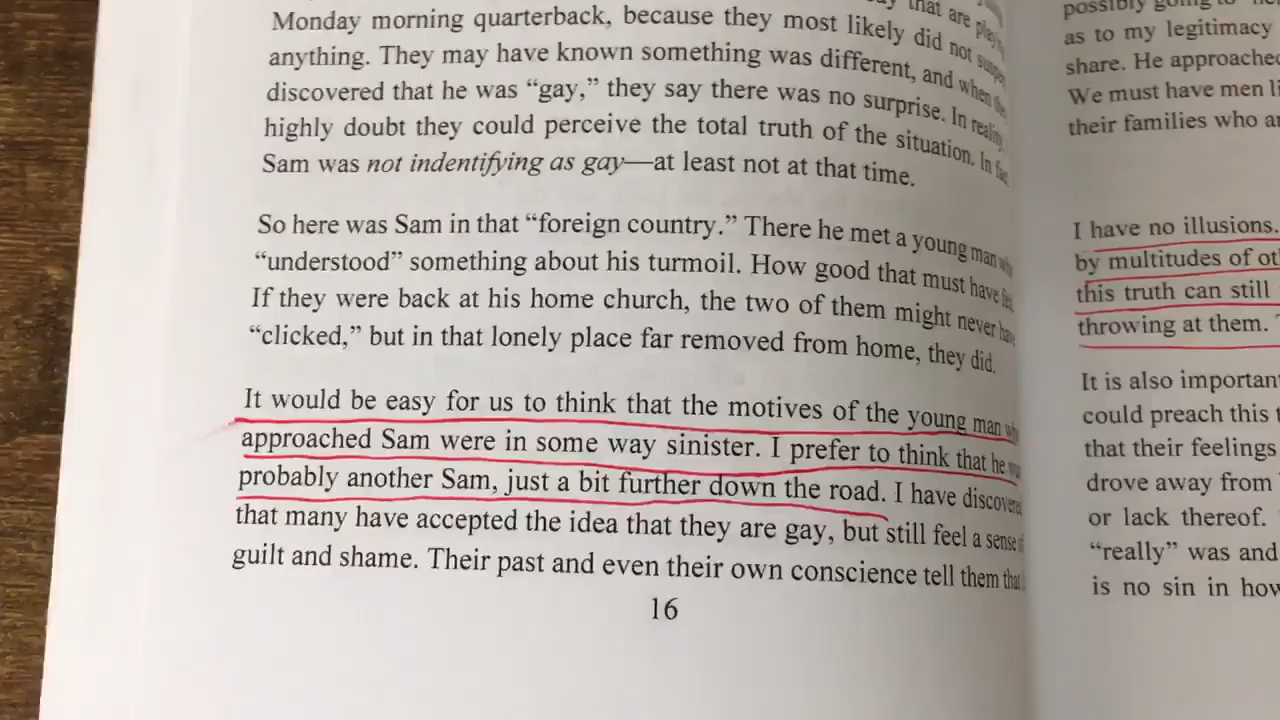 that are
Monday morning quarterback, because they most likely did not
anything. They may have known something was different, and when
discovered that he was “gay,” they say there was no surprise. In reality,
highly doubt they could perceive the total truth of the situation. In
Sam was not indentifying as gay—at least not at that time.
So here was Sam in that “foreign country.” There he met a young man
“understood” something about his turmoil. How good that must have
If they were back at his home church, the two of them might never have
“clicked,” but in that lonely place far removed from home, they did.
It would be easy for us to think that the motives of the young man
approached Sam were in some way sinister. I prefer to think that he
probably another Sam, just a bit further down the road. I have
that many have accepted the idea that they are gay, but still feel a sense
guilt and shame. Their past and even their own conscience tell them that
16
possibly going to
as to my legitimacy
share. He approached
We must have men
their families who
I have no illusions.
by multitudes of
this truth can still
throwing at them.
It is also important
could preach this
that their feelings
drove away from
or lack thereof.
“really” was and
is no sin in how